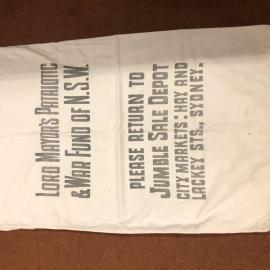 LORD MAYOR'S PATRIOTIC
& WAR FUND OF N.S.W.
PLEASE RETURN TO
JUMBLE SALE DEPOT
CITY MARKETS: HAY AND
LACKEY STS., SYDNEY.